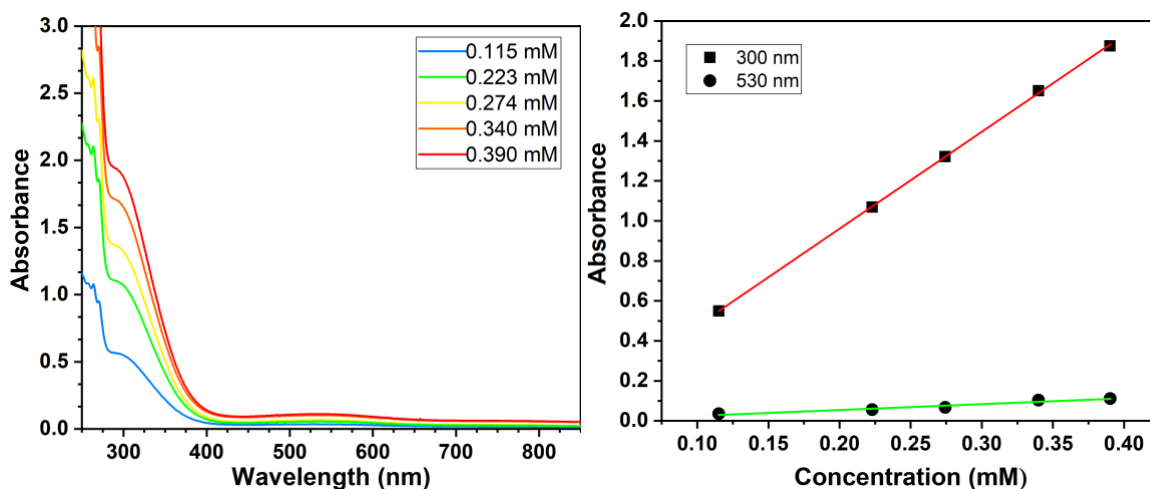 3.0
2.5
2.0
1.5
1.0
0.5
0.0
Absorbance
300
400
500
600
700
800
Wavelength (nm)
0.115 mM
0.223 mM
0.274 mM
0.340 mM
0.390 mM
2.0
1.8
1.6
1.4
1.2
1.0
0.8
0.6
0.4
0.2
0.0
Absorbance
0.10
0.15
0.20
0.25
0.30
0.35
0.40
Concentration (mM)
300 nm
530 nm